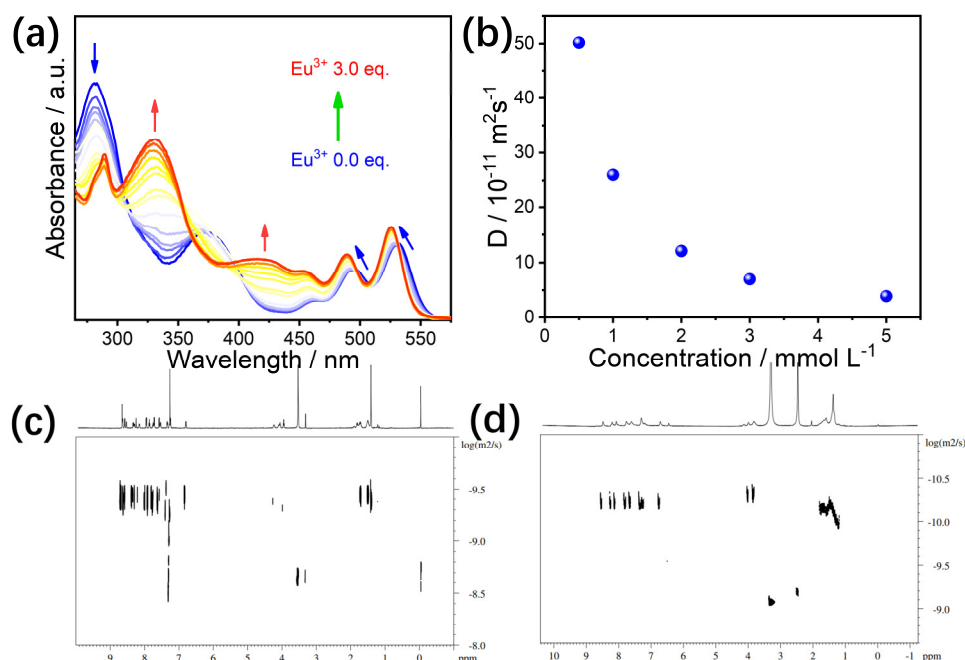 (a)
Absorbance / a.u.
Eu³⁺ 3.0 eq.
Eu³⁺ 0.0 eq.
300 350 400 450 500 550
Wavelength / nm
(b)
D / 10⁻¹¹ m²s⁻¹
50
40
30
20
10
0
0 1 2 3 4 5
Concentration / mmol L⁻¹
(c)
log(m2/s)
-9.5
-9.0
-8.5
-8.0
9 8 7 6 5 4 3 2 1 0 ppm
(d)
log(m2/s)
-10.5
-10.0
-9.5
-9.0
10 9 8 7 6 5 4 3 2 1 0 -1 ppm